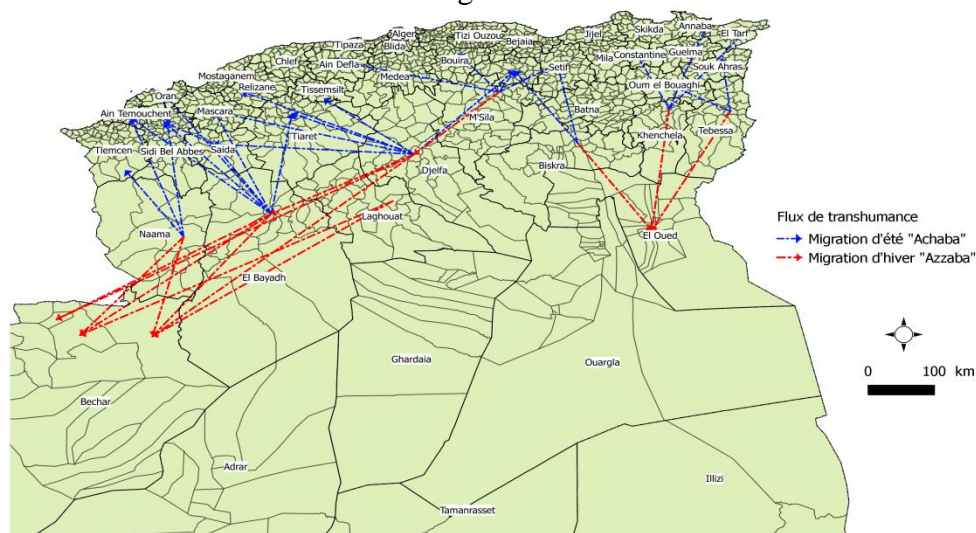 Annaba
Skikda
El Tarf
Alger
Tizi Ouzou
Jijel
Bejaia
Tipaza
Blida
Guelma
Constantine
Mila
Bouira
Chlef
Ain Defla
Setif
Souk Ahras
Medea
Mostaganem
Relizane
Tissemsilt
Oum el Bouaghi
Oran
Ain Temouchent
Mascara
Batna
M'Sila
Tiaret
Khenchela
Tebessa
Tlemcen
Sidi Bel Abbes
Saida
Djelfa
Biskra
Laghouat
Naama
El Oued
El Bayadh
Flux de transhumance
Migration d'été "Achaba"
Migration d'hiver "Azzaba"
Ghardaia
Ouargla
0 100 km
Bechar
Adrar
Illizi
Tamanrasset